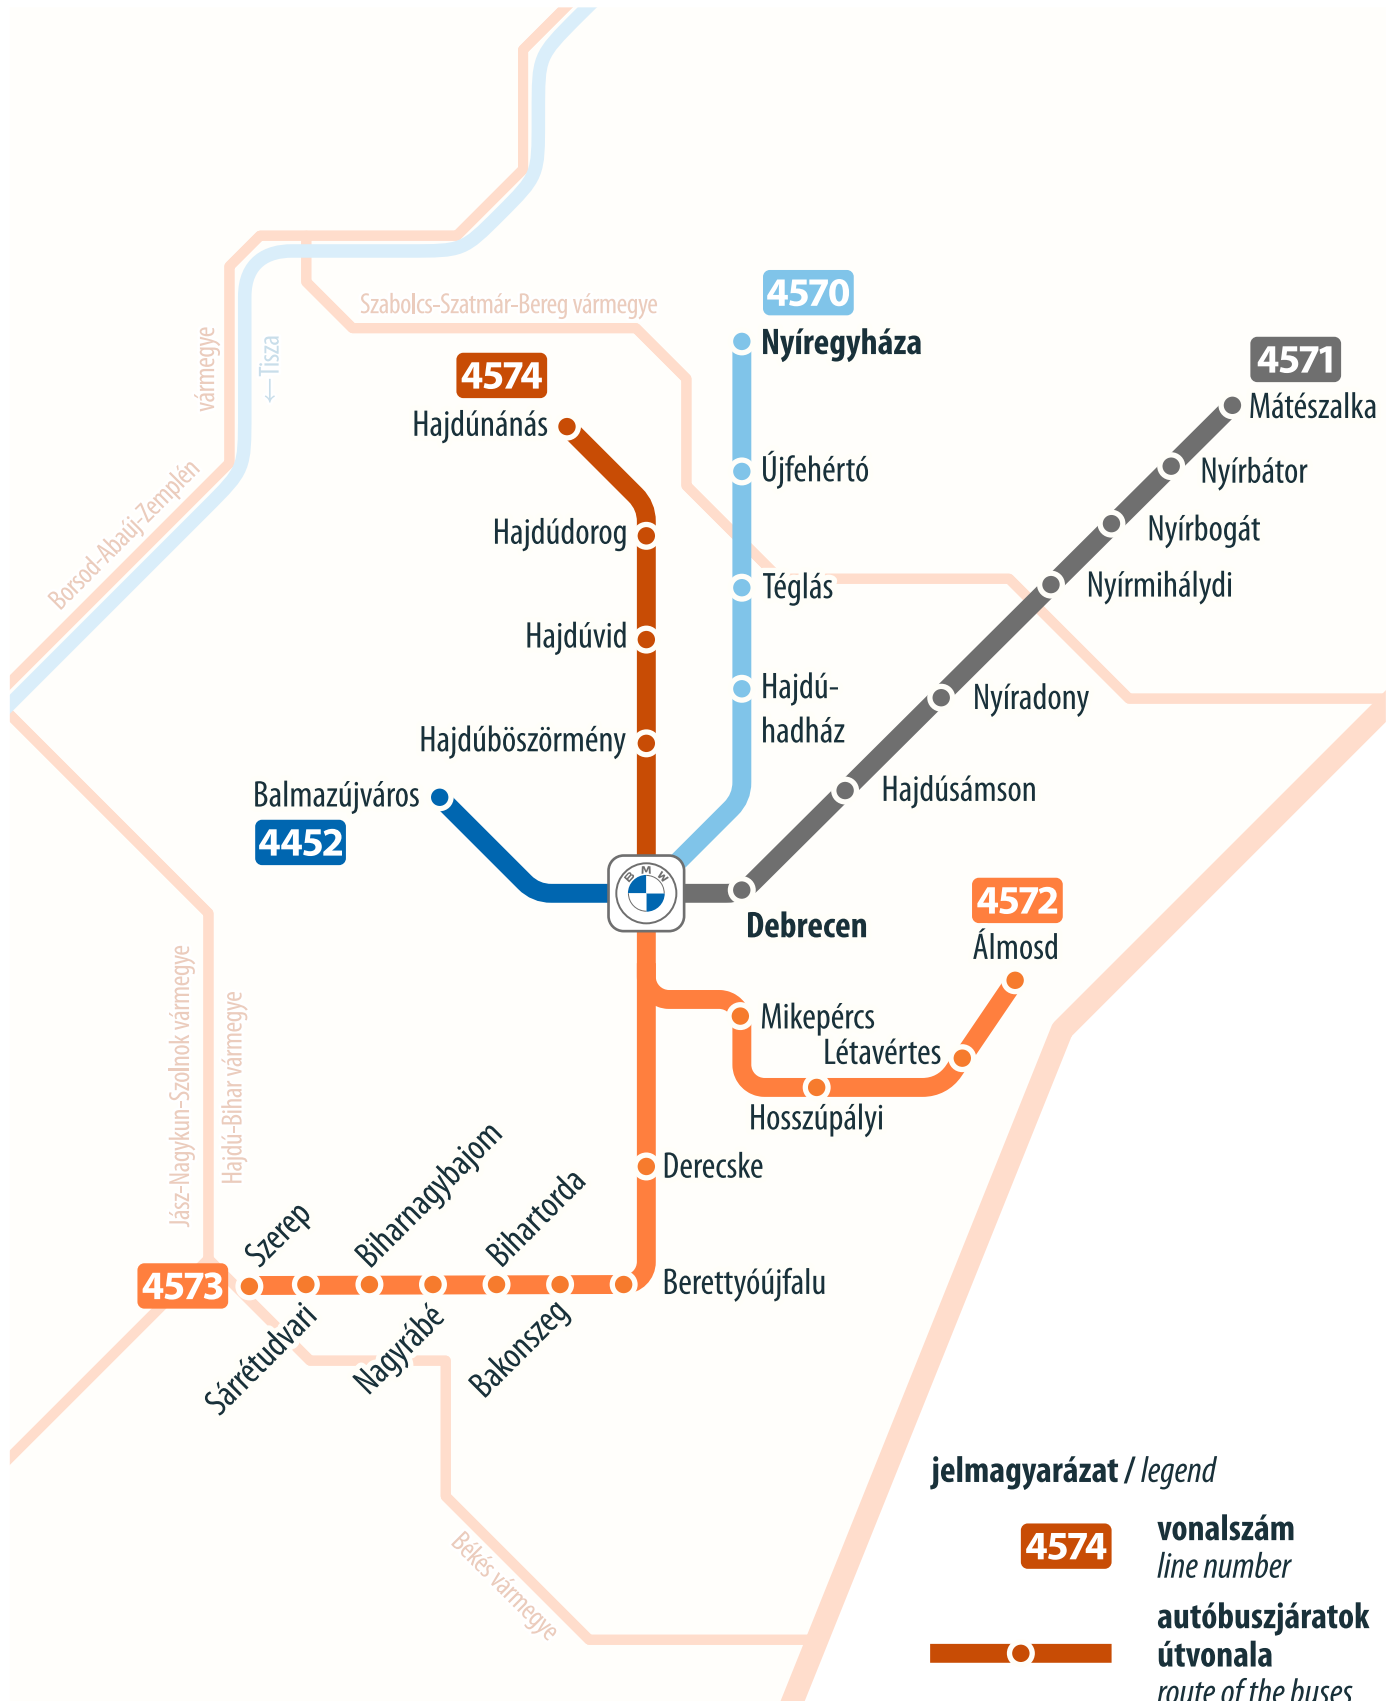 Szabolcs-Szatmár-Bereg vármegye
4570
Nyíregyháza
vármegye
←Tisza
4574
Hajdúnánás
4571
Mátészalka
Borsod-Abaúj-Zemplén
Újfehértó
Nyírbátor
Hajdúdorog
Nyírbogát
Téglás
Nyírmihálydi
Hajdúvid
Hajdú-
hadház
Nyíradony
Hajdúböszörmény
Balmazújváros
4452
Hajdúsámson
BMW
Debrecen
4572
Álmosd
Jász-Nagykun-Szolnok vármegye
Hajdú-Bihar vármegye
Mikepércs
Létavértes
Hosszúpályi
Derecske
Szerep
Biharnagybajom
Bihartorda
4573
Berettyóújfalu
Sárrétudvari
Nagyrábé
Bakonszeg
Békés vármegye
jelmagyarázat / legend
4574
vonalszám
line number
autóbuszjáratok
útvonala
route of the buses